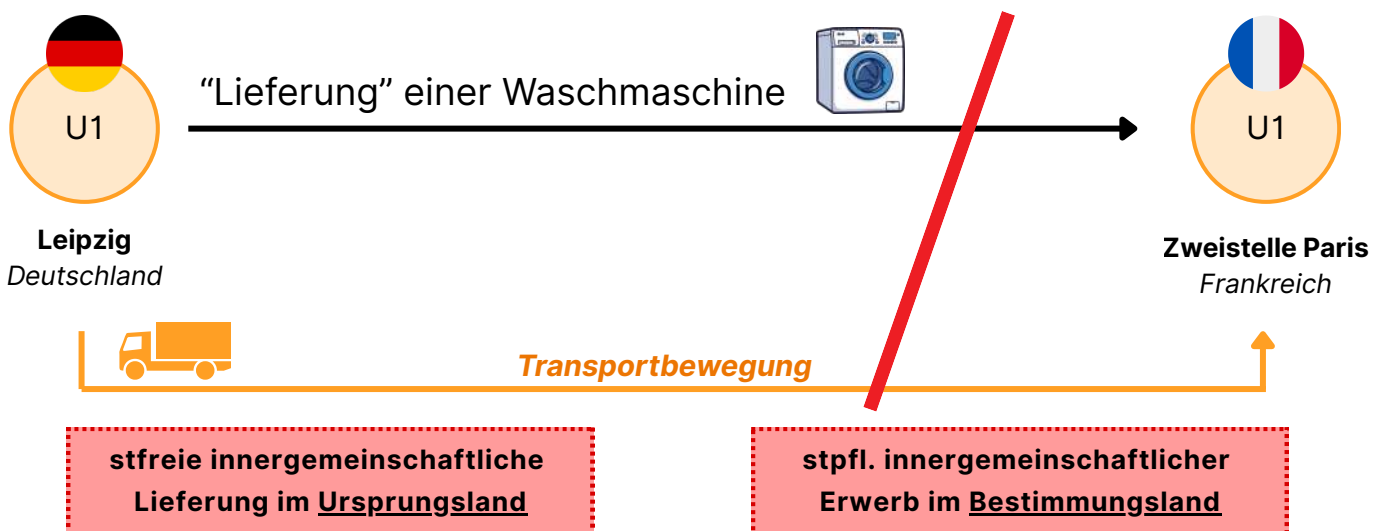 “Lieferung” einer Waschmaschine
U1
U1
Leipzig
Deutschland
Zweistelle Paris
Frankreich
Transportbewegung
stfreie innergemeinschaftliche
Lieferung im Ursprungsland
stpfl. innergemeinschaftlicher
Erwerb im Bestimmungsland